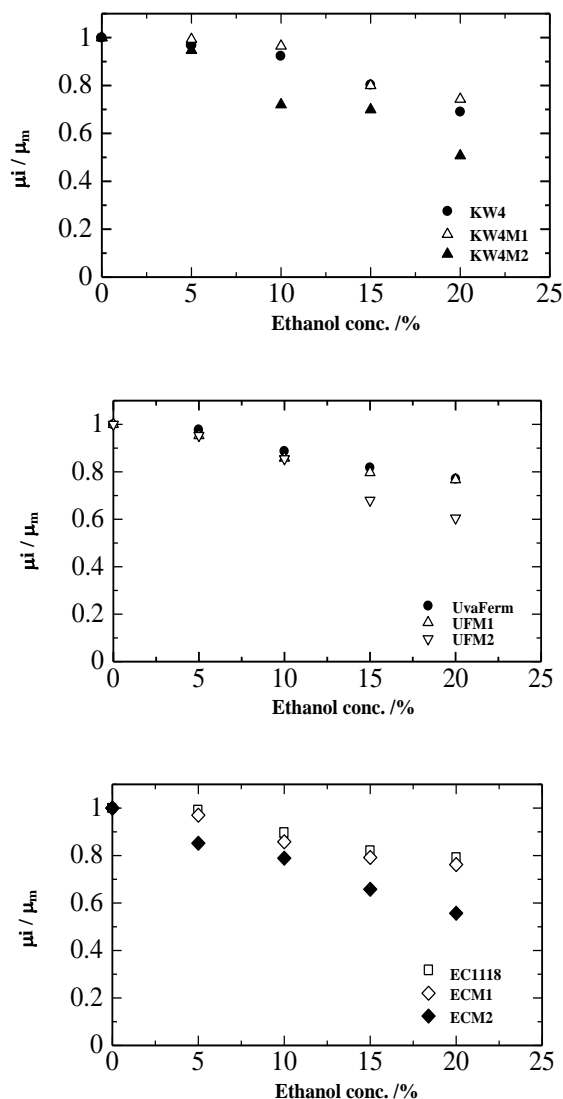 1
0.8
0.6
0.4
0.2
0
μi / μm
KW4
KW4M1
KW4M2
0 5 10 15 20 25
Ethanol conc. /%
1
0.8
0.6
0.4
0.2
0
μi / μm
UvaFerm
UFM1
UFM2
0 5 10 15 20 25
Ethanol conc. /%
1
0.8
0.6
0.4
0.2
0
μi / μm
EC1118
ECM1
ECM2
0 5 10 15 20 25
Ethanol conc. /%